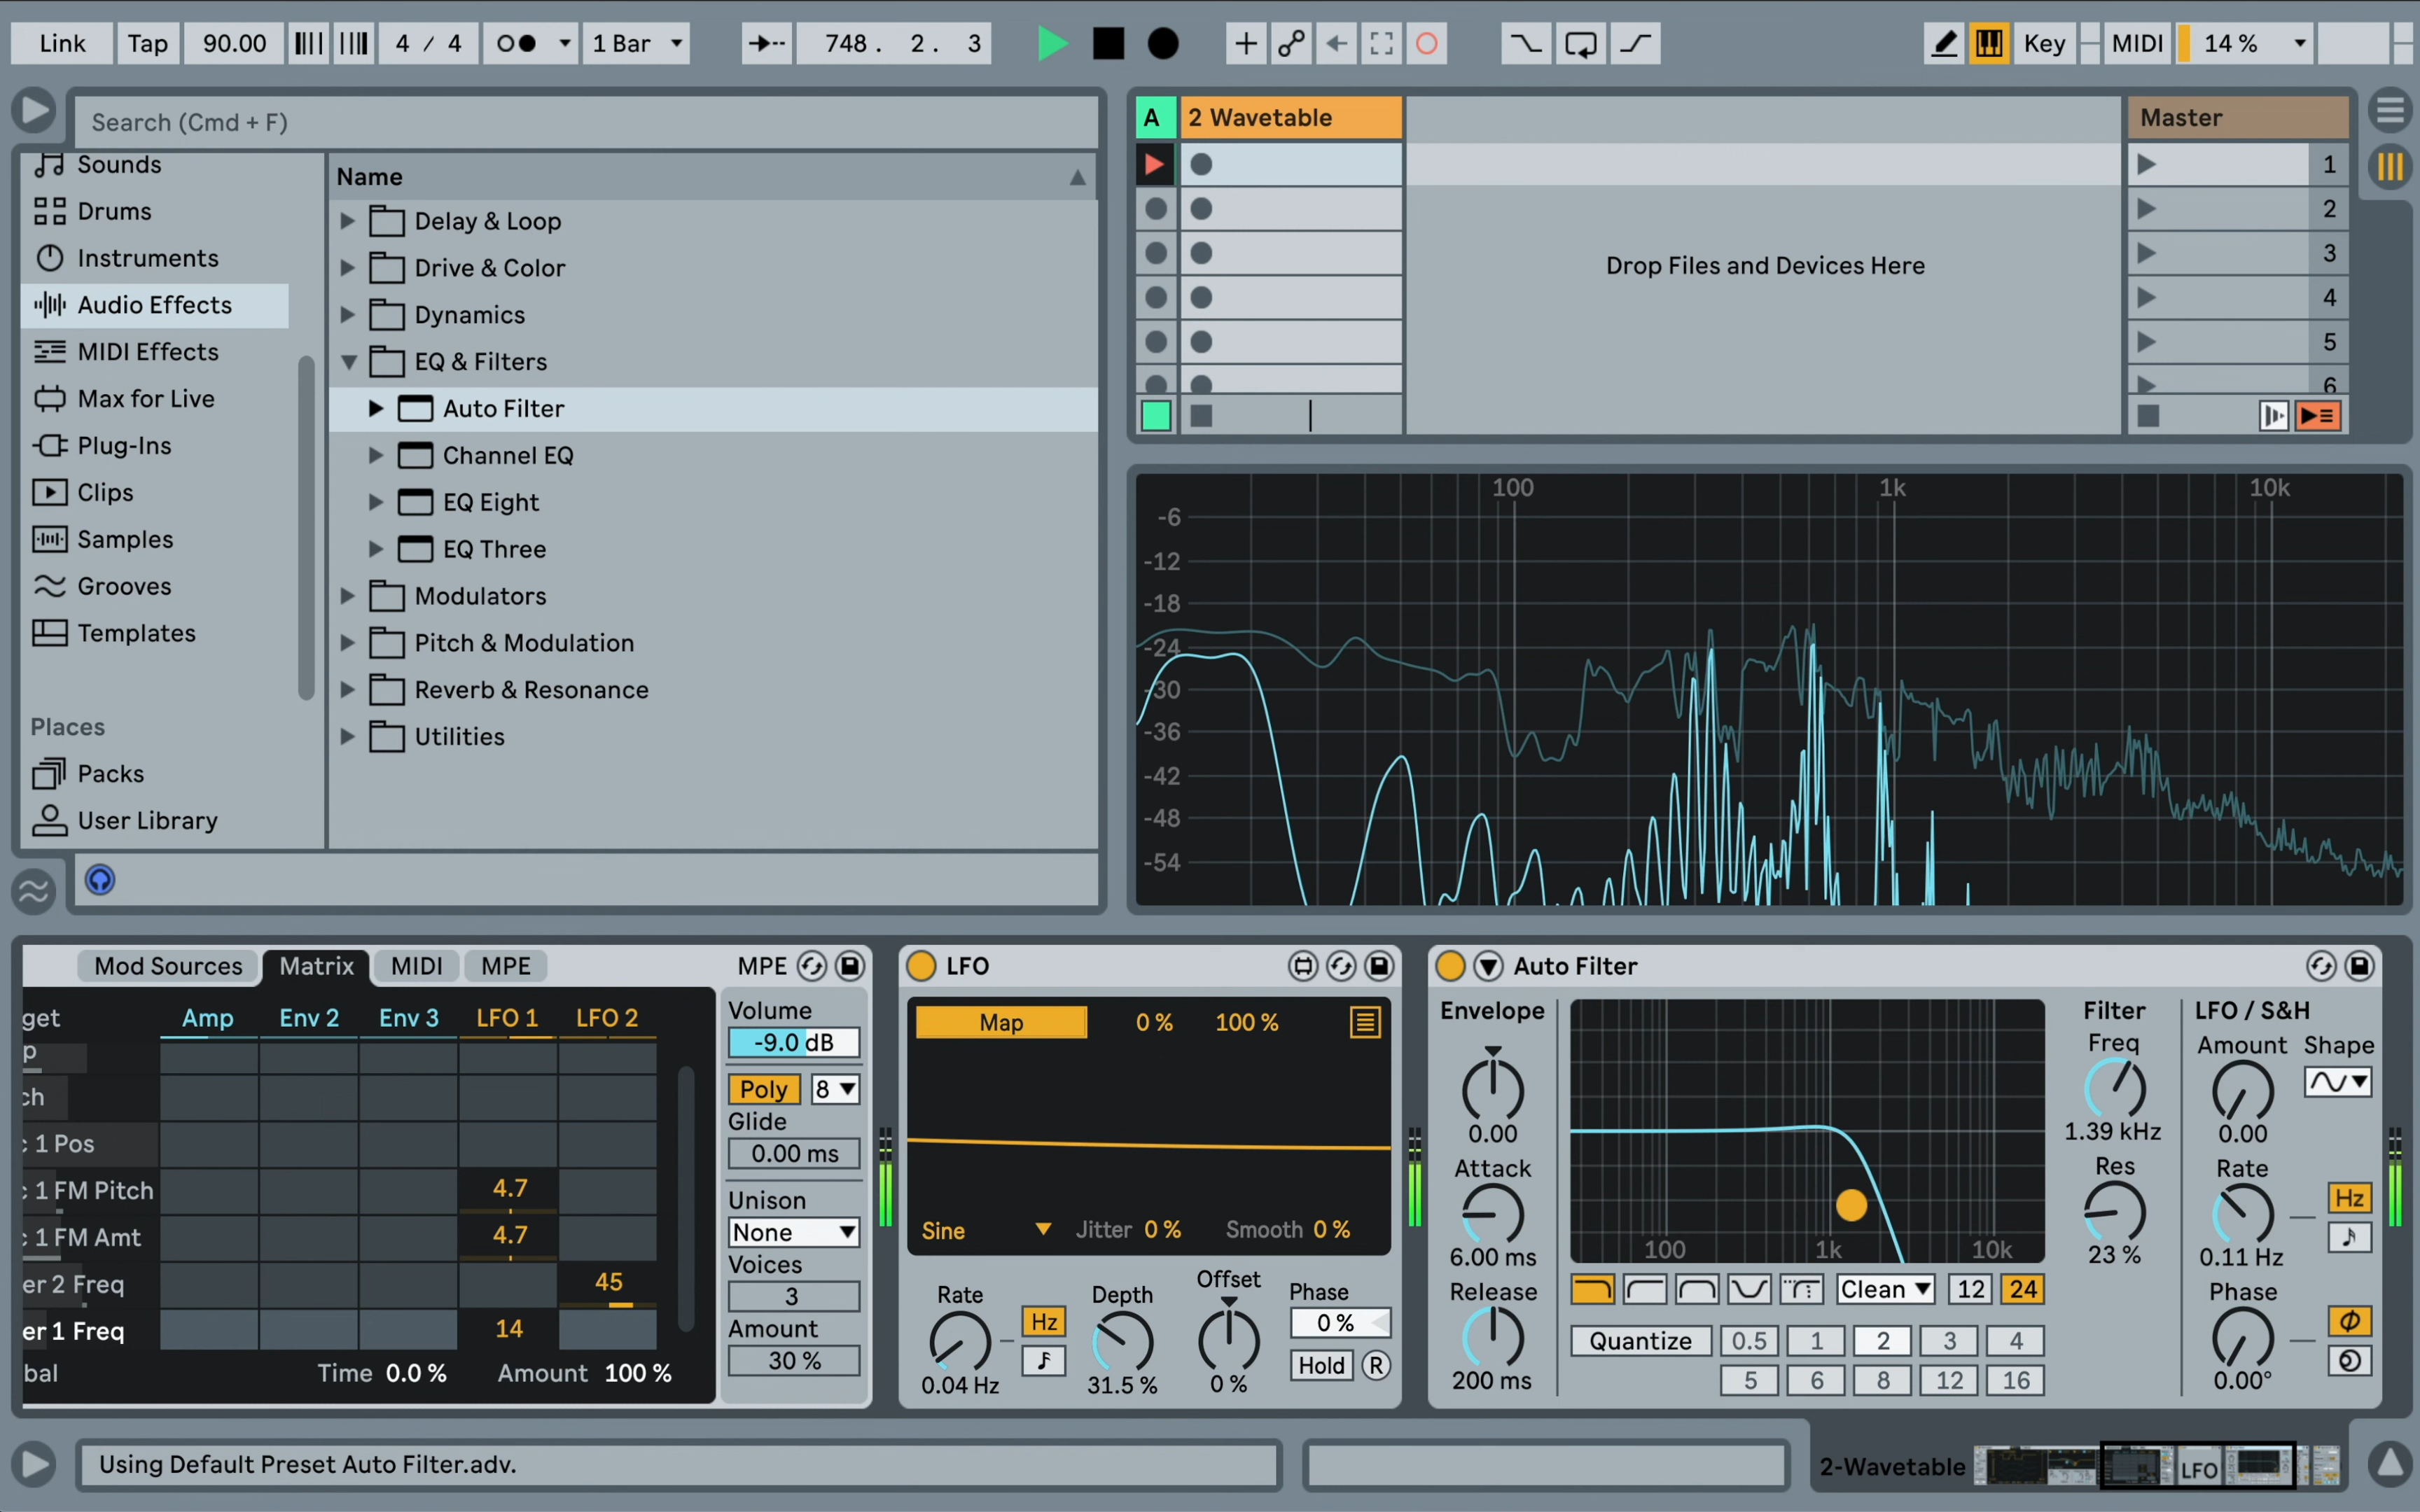 Link Tap 90.00 4 / 4 1 Bar 748. 2. 3 Key MIDI 14 %
Search (Cmd + F)
Sounds
Drums
Instruments
Audio Effects
MIDI Effects
Max for Live
Plug-Ins
Clips
Samples
Grooves
Templates
Places
Packs
User Library
Name
Delay & Loop
Drive & Color
Dynamics
EQ & Filters
Auto Filter
Channel EQ
EQ Eight
EQ Three
Modulators
Pitch & Modulation
Reverb & Resonance
Utilities
A 2 Wavetable Master
1
2
3
4
5
6
Drop Files and Devices Here
100 1k 10k
-6
-12
-18
-24
-30
-36
-42
-48
-54
Mod Sources Matrix MIDI MPE MPE
get Amp Env 2 Env 3 LFO 1 LFO 2
p
ch
c 1 Pos
c 1 FM Pitch 4.7
c 1 FM Amt 4.7
er 2 Freq 45
er 1 Freq 14
bal Time 0.0 % Amount 100 %
Volume
-9.0 dB
Poly 8
Glide
0.00 ms
Unison
None
Voices
3
Amount
30 %
LFO
Map 0 % 100 %
Sine Jitter 0 % Smooth 0 %
Rate
Hz
0.04 Hz
Depth
31.5 %
Offset
0 %
Phase
0 %
Hold R
Auto Filter
Envelope
0.00
Attack
6.00 ms
Release
200 ms
100 1k 10k
Clean 12 24
Quantize 0.5 1 2 3 4
5 6 8 12 16
Filter
Freq
1.39 kHz
Res
23 %
LFO / S&H
Amount Shape
0.00
Rate
Hz
0.11 Hz
Phase
0.00°
Using Default Preset Auto Filter.adv.
2-Wavetable LFO